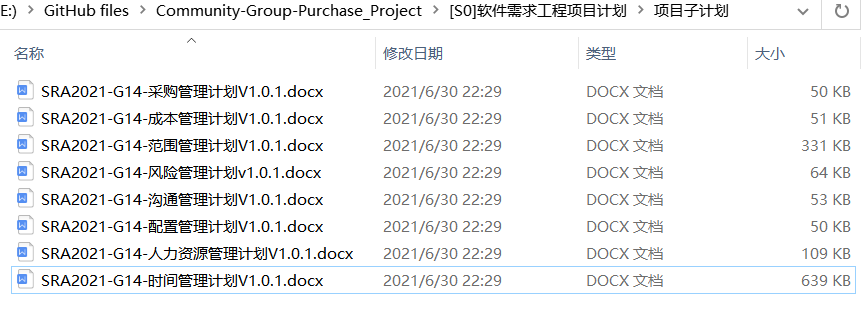 E:) > GitHub files > Community-Group-Purchase_Project > [S0]软件需求工程项目计划 > 项目子计划
名称 修改日期 类型 大小
SRA2021-G14-采购管理计划V1.0.1.docx 2021/6/30 22:29 DOCX 文档 50 KB
SRA2021-G14-成本管理计划V1.0.1.docx 2021/6/30 22:29 DOCX 文档 51 KB
SRA2021-G14-范围管理计划V1.0.1.docx 2021/6/30 22:29 DOCX 文档 331 KB
SRA2021-G14-风险管理计划v1.0.1.docx 2021/6/30 22:29 DOCX 文档 64 KB
SRA2021-G14-沟通管理计划V1.0.1.docx 2021/6/30 22:29 DOCX 文档 53 KB
SRA2021-G14-配置管理计划V1.0.1.docx 2021/6/30 22:29 DOCX 文档 50 KB
SRA2021-G14-人力资源管理计划V1.0.1.docx 2021/6/30 22:29 DOCX 文档 109 KB
SRA2021-G14-时间管理计划V1.0.1.docx 2021/6/30 22:29 DOCX 文档 639 KB